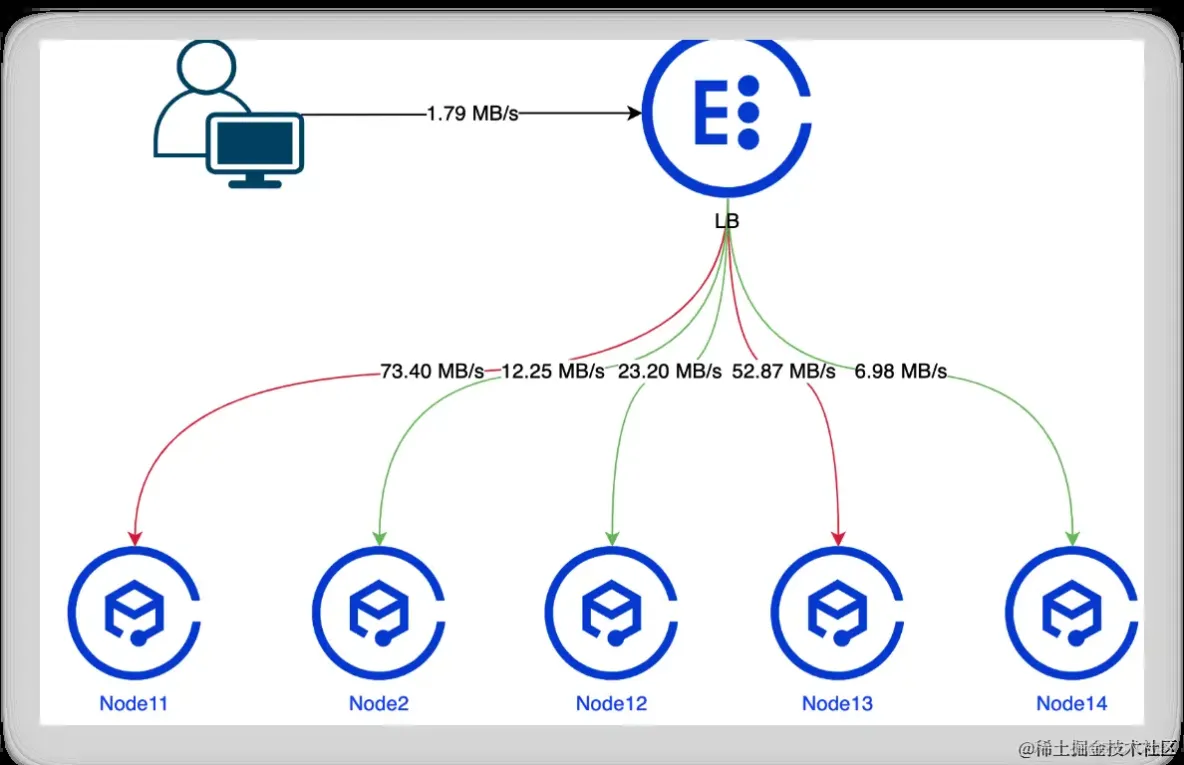 1.79 MB/s
E
LB
73.40 MB/s 12.25 MB/s 23.20 MB/s 52.87 MB/s 6.98 MB/s
Node11 Node2 Node12 Node13 Node14
@稀土掘金技术社区